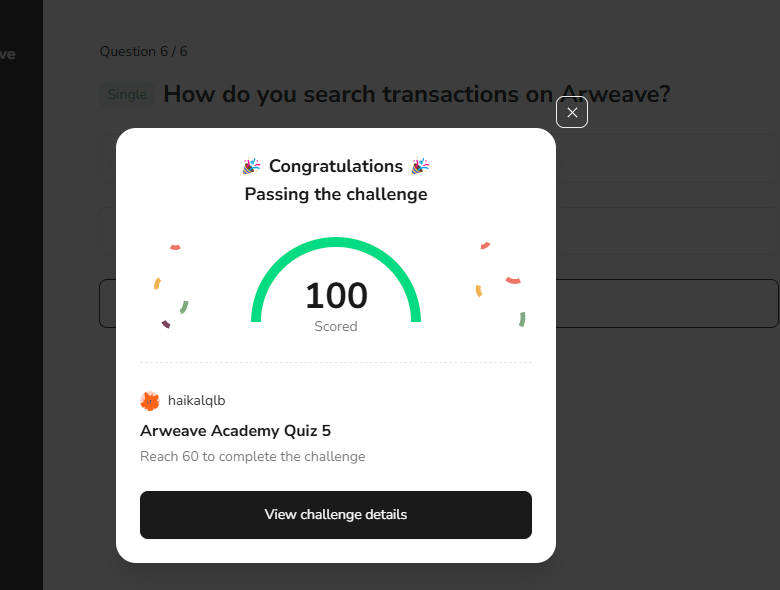 ve
Question 6 / 6
Single
How do you search transactions on Arweave?
Congratulations
Passing the challenge
100
Scored
haikalqlb
Arweave Academy Quiz 5
Reach 60 to complete the challenge
View challenge details